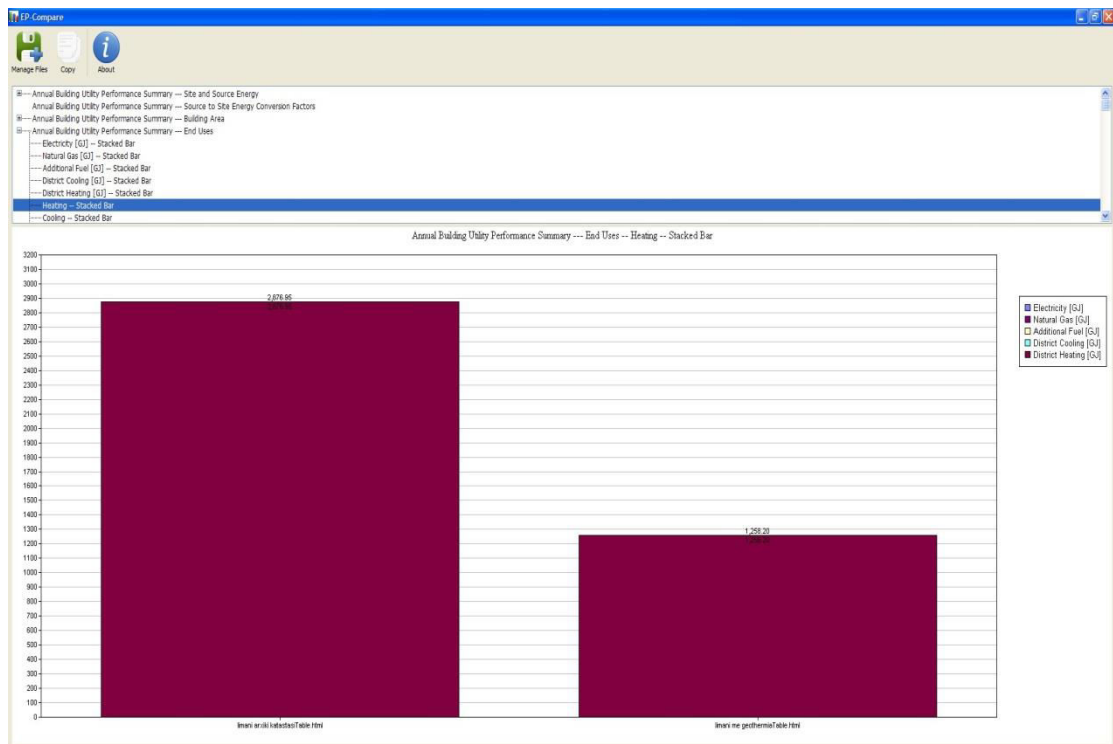 EP-Compare
Manage Files Copy About
Annual Building Utility Performance Summary --- Site and Source Energy
Annual Building Utility Performance Summary --- Source to Site Energy Conversion Factors
Annual Building Utility Performance Summary --- Building Area
Annual Building Utility Performance Summary --- End Uses
Electricity [GJ] -- Stacked Bar
Natural Gas [GJ] -- Stacked Bar
Additional Fuel [GJ] -- Stacked Bar
District Cooling [GJ] -- Stacked Bar
District Heating [GJ] -- Stacked Bar
Heating -- Stacked Bar
Cooling -- Stacked Bar
Annual Building Utility Performance Summary --- End Uses -- Heating -- Stacked Bar
3200
3100
3000
2900
2800
2700
2600
2500
2400
2300
2200
2100
2000
1900
1800
1700
1600
1500
1400
1300
1200
1100
1000
900
800
700
600
500
400
300
200
100
0
2,876.95
1,258.20
limani arxiki katastasiTable.html
limani me geothermiaTable.html
Electricity [GJ]
Natural Gas [GJ]
Additional Fuel [GJ]
District Cooling [GJ]
District Heating [GJ]